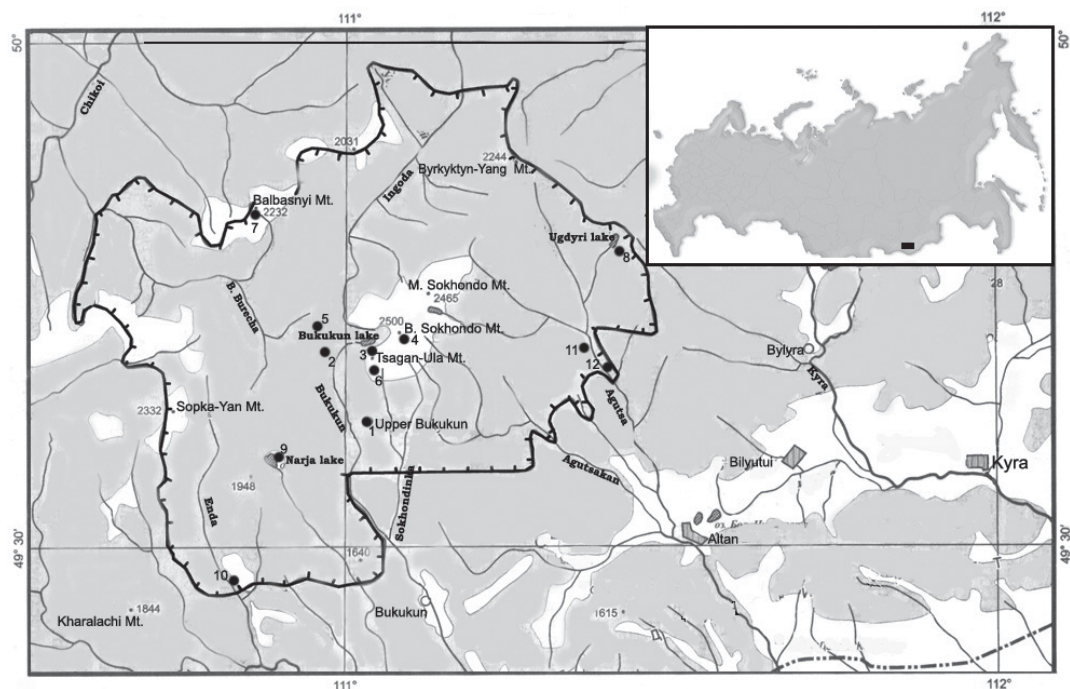 111°
112°
50°
50°
Chikoi
2031
2244
Byrkyktyn-Yang Mt.
Ingoda
Balbasnyi Mt.
2232
7
Ugdyri lake
8
M. Sokhondo Mt.
2465
28
B. Burecha
5
2500
B. Sokhondo Mt.
Bukukun lake
4
3
Tsagan-Ula Mt.
2
11
Bylyra
12
6
Kyra
Bukukun
Agutsa
2332
Sopka-Yan Mt.
1
Upper Bukukun
9
Narja lake
Agutsakan
Bilyutui
Kyra
1948
Enda
Sokhondinka
49° 30'
49° 30'
Altan
1640
10
Bukukun
1844
Kharalachi Mt.
1615
111°
112°